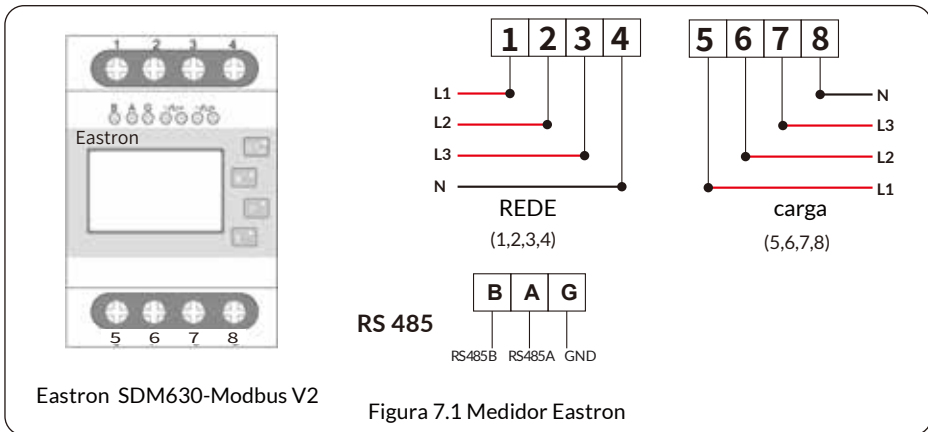 1 2 3 4
B A G
Eastron
5 6 7 8
Eastron SDM630-Modbus V2
1 2 3 4
L1
L2
L3
N
REDE
(1,2,3,4)
5 6 7 8
N
L3
L2
L1
carga
(5,6,7,8)
RS 485
B A G
RS485B RS485A GND
Figura 7.1 Medidor Eastron